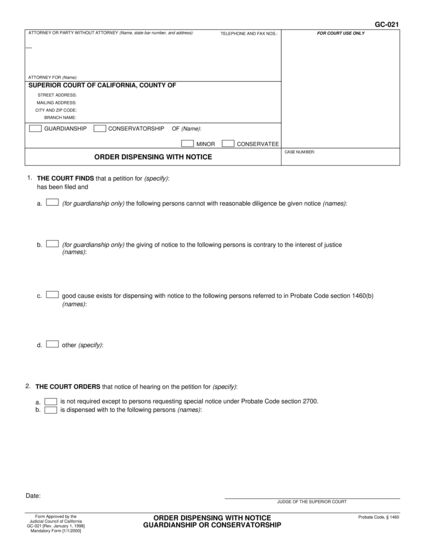 GC-021
ATTORNEY OR PARTY WITHOUT ATTORNEY (Name, state bar number, and address):
TELEPHONE AND FAX NOS.:
FOR COURT USE ONLY
ATTORNEY FOR (Name):
SUPERIOR COURT OF CALIFORNIA, COUNTY OF
STREET ADDRESS:
MAILING ADDRESS:
CITY AND ZIP CODE:
BRANCH NAME:
GUARDIANSHIP CONSERVATORSHIP OF (Name):
MINOR CONSERVATEE
ORDER DISPENSING WITH NOTICE
CASE NUMBER:
1. THE COURT FINDS that a petition for (specify):
has been filed and
a. (for guardianship only) the following persons cannot with reasonable diligence be given notice (names):
b. (for guardianship only) the giving of notice to the following persons is contrary to the interest of justice
(names):
c. good cause exists for dispensing with notice to the following persons referred to in Probate Code section 1460(b)
(names):
d. other (specify):
2. THE COURT ORDERS that notice of hearing on the petition for (specify):
a. is not required except to persons requesting special notice under Probate Code section 2700.
b. is dispensed with to the following persons (names):
Date:
JUDGE OF THE SUPERIOR COURT
Form Approved by the
Judicial Council of California
GC-021 [Rev. January 1, 1998]
Mandatory Form [1/1/2000]
ORDER DISPENSING WITH NOTICE
GUARDIANSHIP OR CONSERVATORSHIP
Probate Code, § 1460